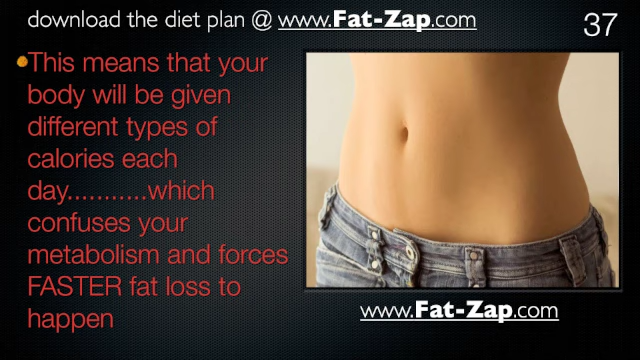 download the diet plan @ www.Fat-Zap.com
37
This means that your
body will be given
different types of
calories each
day...........which
confuses your
metabolism and forces
FASTER fat loss to
happen
www.Fat-Zap.com